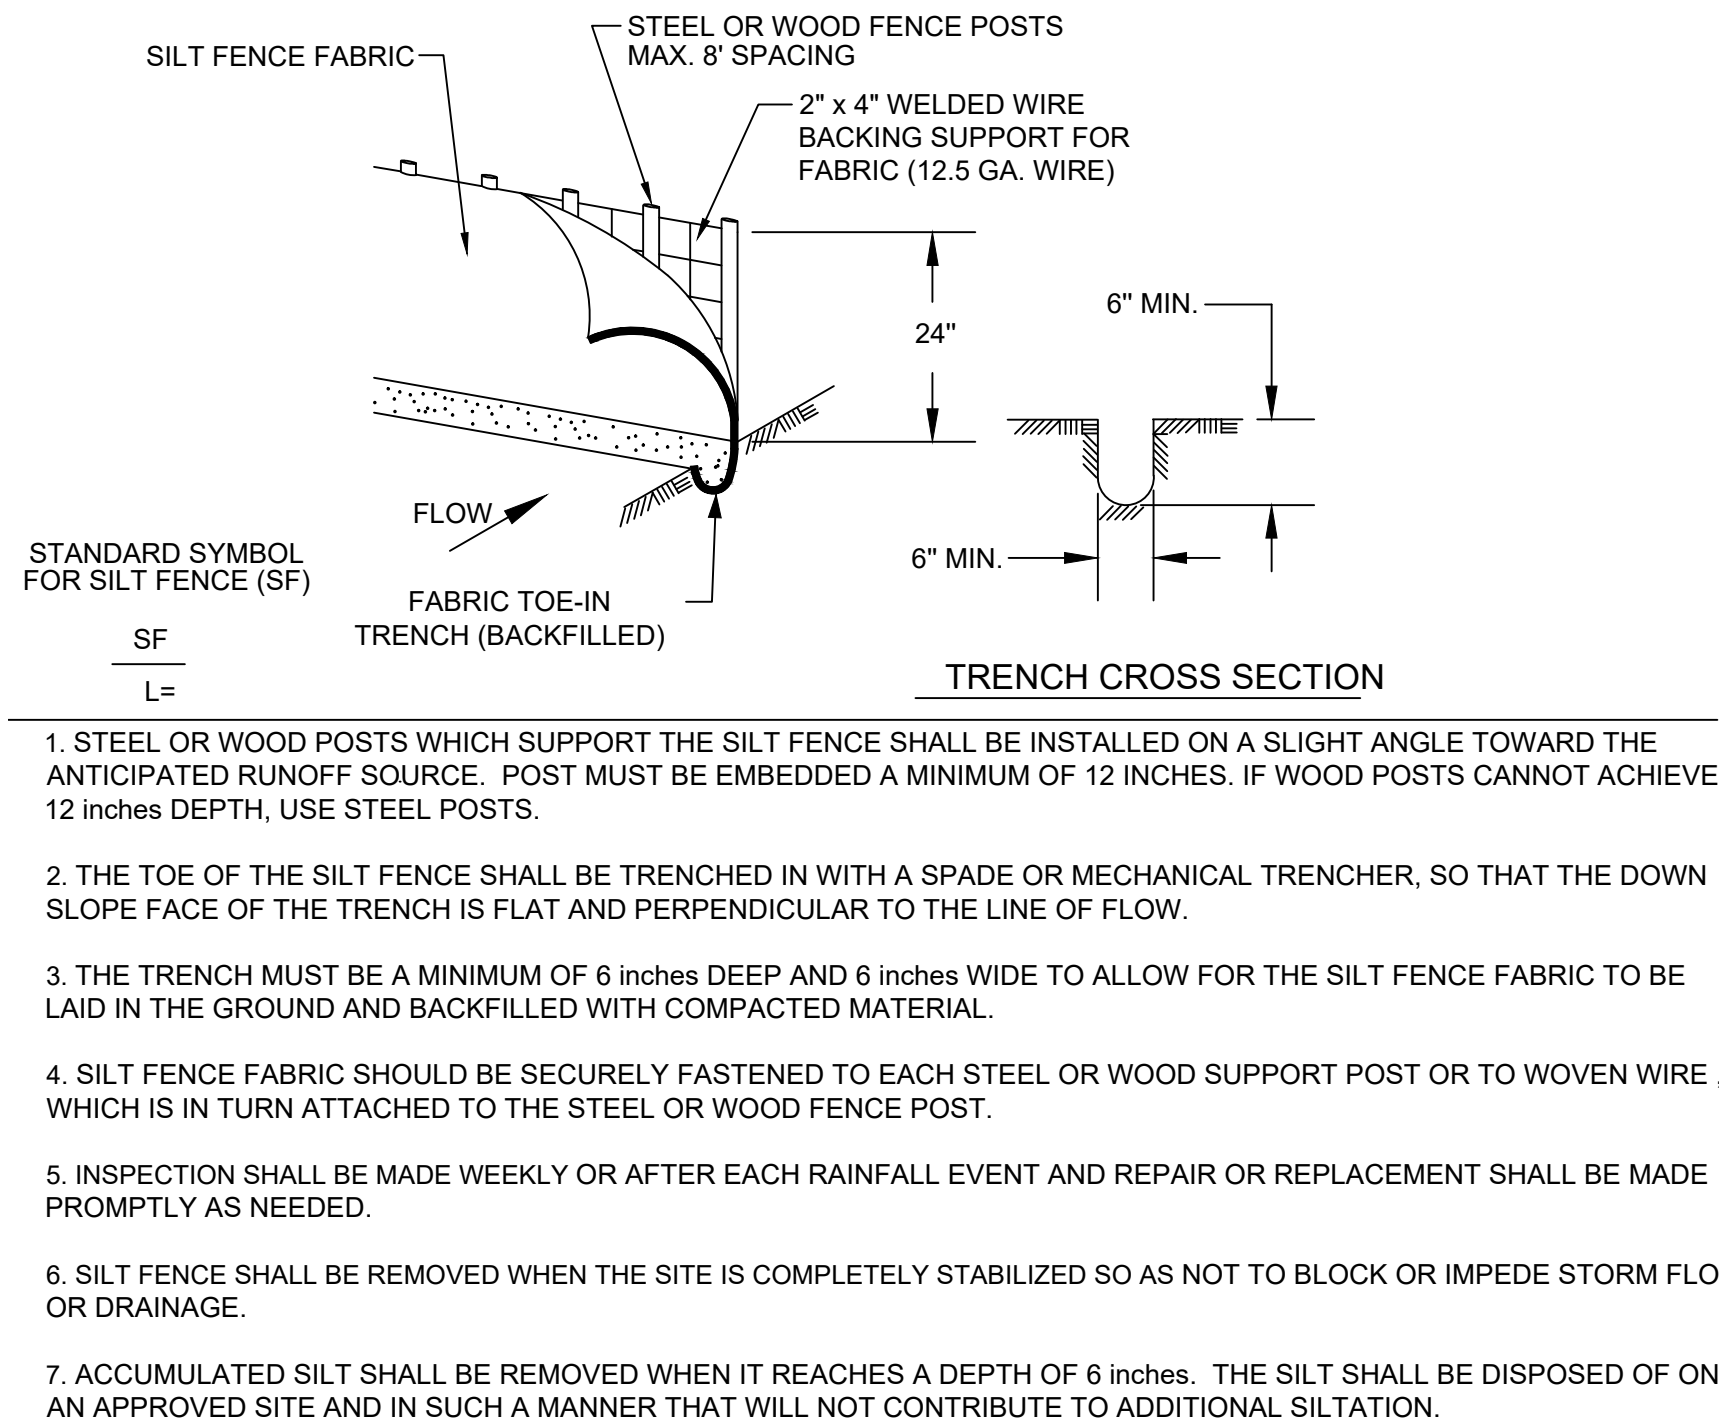 STEEL OR WOOD FENCE POSTS
MAX. 8' SPACING
SILT FENCE FABRIC
2" x 4" WELDED WIRE
BACKING SUPPORT FOR
FABRIC (12.5 GA. WIRE)
24"
6" MIN.
FLOW
6" MIN.
STANDARD SYMBOL
FOR SILT FENCE (SF)
FABRIC TOE-IN
TRENCH (BACKFILLED)
SF
L=
TRENCH CROSS SECTION
1. STEEL OR WOOD POSTS WHICH SUPPORT THE SILT FENCE SHALL BE INSTALLED ON A SLIGHT ANGLE TOWARD THE
ANTICIPATED RUNOFF SOURCE. POST MUST BE EMBEDDED A MINIMUM OF 12 INCHES. IF WOOD POSTS CANNOT ACHIEVE
12 inches DEPTH, USE STEEL POSTS.
2. THE TOE OF THE SILT FENCE SHALL BE TRENCHED IN WITH A SPADE OR MECHANICAL TRENCHER, SO THAT THE DOWN
SLOPE FACE OF THE TRENCH IS FLAT AND PERPENDICULAR TO THE LINE OF FLOW.
3. THE TRENCH MUST BE A MINIMUM OF 6 inches DEEP AND 6 inches WIDE TO ALLOW FOR THE SILT FENCE FABRIC TO BE
LAID IN THE GROUND AND BACKFILLED WITH COMPACTED MATERIAL.
4. SILT FENCE FABRIC SHOULD BE SECURELY FASTENED TO EACH STEEL OR WOOD SUPPORT POST OR TO WOVEN WIRE ,
WHICH IS IN TURN ATTACHED TO THE STEEL OR WOOD FENCE POST.
5. INSPECTION SHALL BE MADE WEEKLY OR AFTER EACH RAINFALL EVENT AND REPAIR OR REPLACEMENT SHALL BE MADE
PROMPTLY AS NEEDED.
6. SILT FENCE SHALL BE REMOVED WHEN THE SITE IS COMPLETELY STABILIZED SO AS NOT TO BLOCK OR IMPEDE STORM FLO
OR DRAINAGE.
7. ACCUMULATED SILT SHALL BE REMOVED WHEN IT REACHES A DEPTH OF 6 inches. THE SILT SHALL BE DISPOSED OF ON
AN APPROVED SITE AND IN SUCH A MANNER THAT WILL NOT CONTRIBUTE TO ADDITIONAL SILTATION.